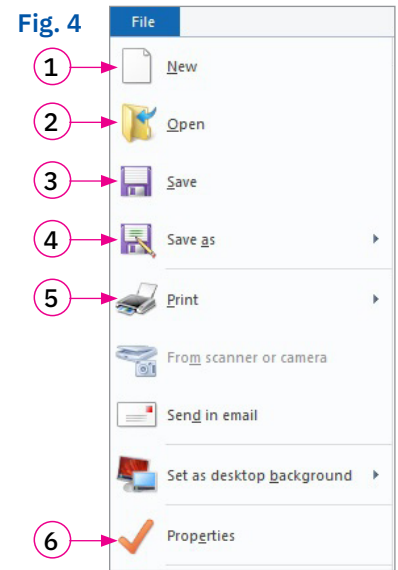 Fig. 4
File
1 New
2 Open
3 Save
4 Save as
5 Print
From scanner or camera
Send in email
Set as desktop background
6 Properties